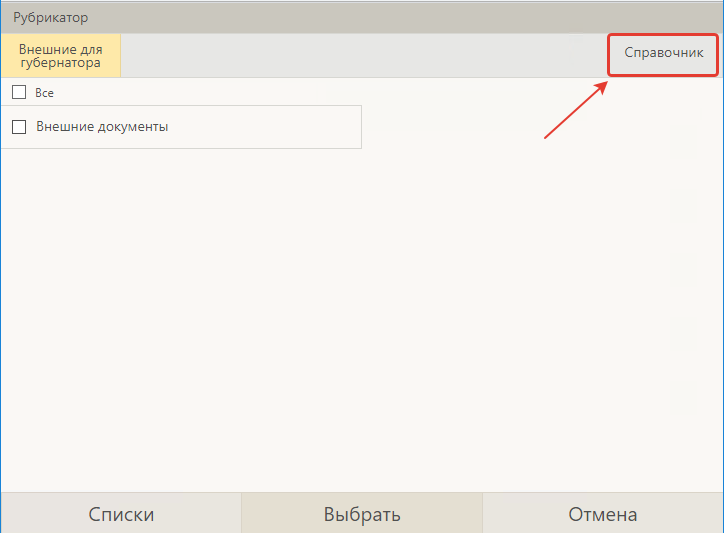 Рубрикатор
Внешние для
губернатора
Справочник
Все
Внешние документы
Списки
Выбрать
Отмена